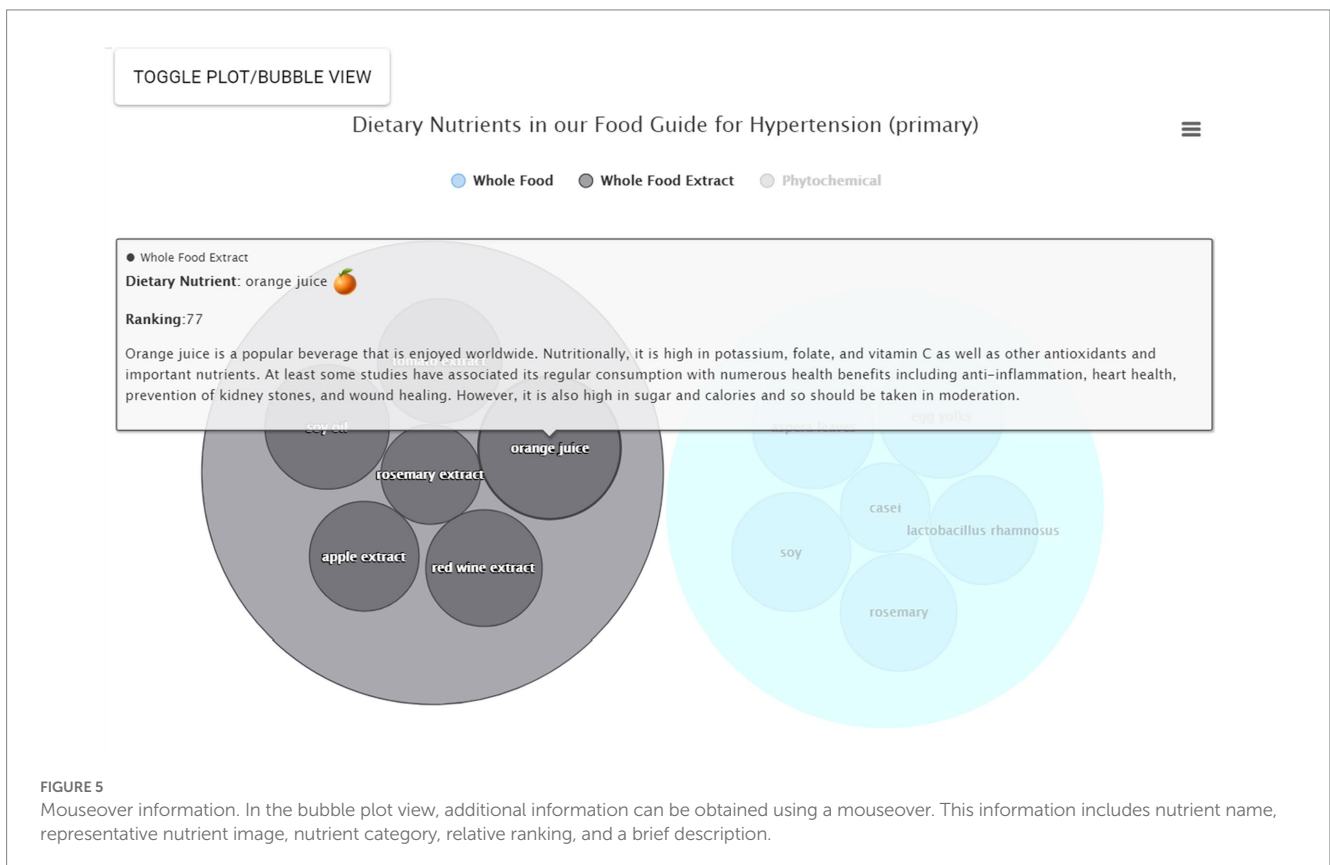 TOGGLE PLOT/BUBBLE VIEW
Dietary Nutrients in our Food Guide for Hypertension (primary)
Whole Food Whole Food Extract Phytochemical
● Whole Food Extract
Dietary Nutrient: orange juice
Ranking:77
Orange juice is a popular beverage that is enjoyed worldwide. Nutritionally, it is high in potassium, folate, and vitamin C as well as other antioxidants and
important nutrients. At least some studies have associated its regular consumption with numerous health benefits including anti-inflammation, heart health,
prevention of kidney stones, and wound healing. However, it is also high in sugar and calories and so should be taken in moderation.
tomato extract
soy oil
orange juice
rosemary extract
apple extract
red wine extract
egg yolks
casei
lactobacillus rhamnosus
soy
rosemary
FIGURE 5
Mouseover information. In the bubble plot view, additional information can be obtained using a mouseover. This information includes nutrient name,
representative nutrient image, nutrient category, relative ranking, and a brief description.